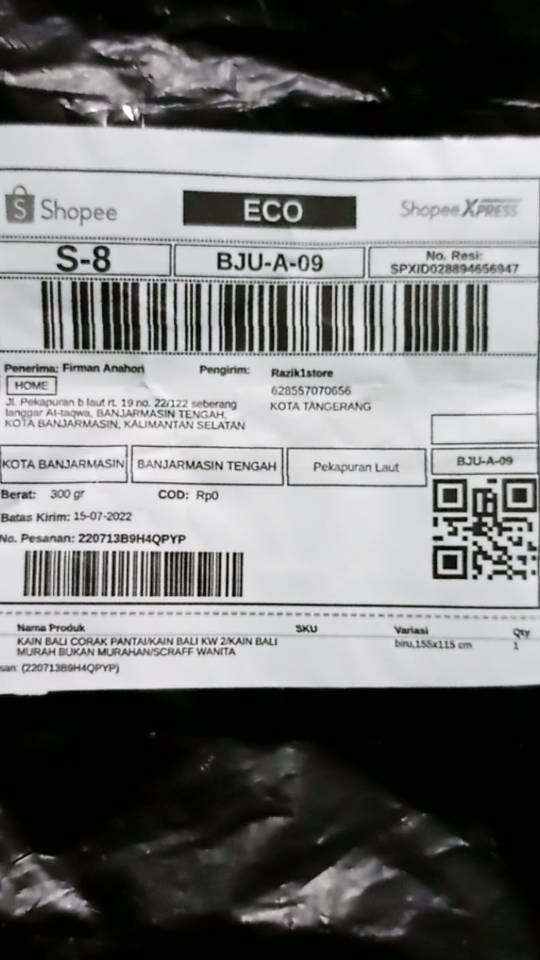 Shopee
ECO
Shopee XPRESS
S-8
BJU-A-09
No. Resi:
SPXID028894656947
Penerima: Firman Anahori
Pengirim:
Razik1store
HOME
628557070656
KOTA TANGERANG
Jl. Pekapuran b laut rt. 19 no. 22/122 seberang
langgar At-taqwa, BANJARMASIN TENGAH,
KOTA BANJARMASIN, KALIMANTAN SELATAN
KOTA BANJARMASIN
BANJARMASIN TENGAH
Pekapuran Laut
BJU-A-09
Berat: 300 gr
COD: Rp0
Batas Kirim: 15-07-2022
No. Pesanan: 220713B9H4QPYP
Nama Produk
SKU
Variasi
Qty
KAIN BALI CORAK PANTAI/KAIN BALI KW 2/KAIN BALI
MURAH BUKAN MURAHAN/SCRAFF WANITA
biru,155x115 cm
1
san: (220713B9H4QPYP)